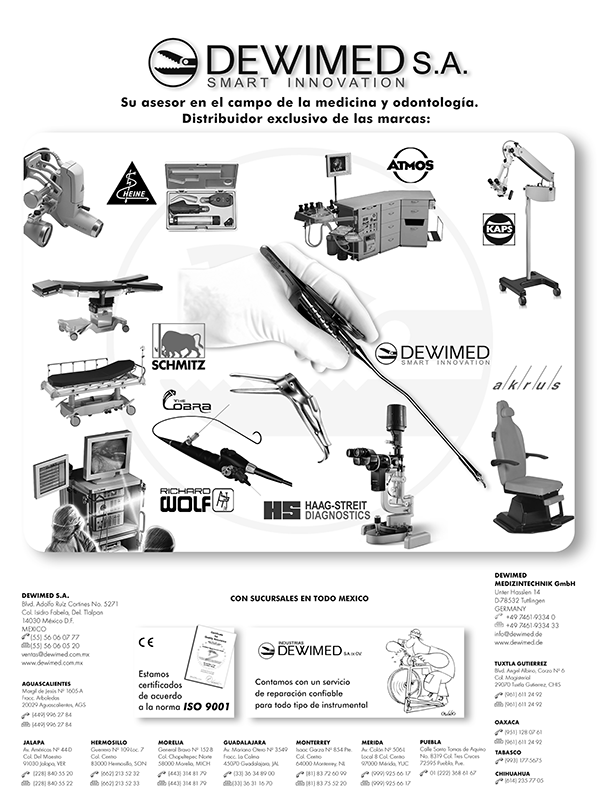 DEWIMED S.A.
SMART INNOVATION
Su asesor en el campo de la medicina y odontología.
Distribuidor exclusivo de las marcas:
HEINE
ATMOS
KAPS
SCHMITZ
DEWIMED
SMART INNOVATION
akrus
THE
COBRA
RICHARD
WOLF
HS HAAG-STREIT
DIAGNOSTICS
CON SUCURSALES EN TODO MEXICO
DEWIMED S.A.
Blvd. Adolfo Ruiz Cortines No. 5271
Col. Isidro Fabela, Del. Tlalpan
14030 México D.F.
MEXICO
(55) 56 06 07 77
(55) 56 06 05 20
ventas@dewimed.com.mx
www.dewimed.com.mx
CE
Estamos
certificados
de acuerdo
a la norma ISO 9001
INDUSTRIAS
DEWIMED S.A. DE C.V.
Contamos con un servicio
de reparación confiable
para todo tipo de instrumental
DEWIMED
MEDIZINTECHNIK GmbH
Unter Hasslen 14
D-78532 Tuttlingen
GERMANY
+49 7461-9334 0
+49 7461-9334 33
info@dewimed.de
www.dewimed.de
AGUASCALIENTES
Monjil de Jesús Nº 1605-A
Fracc. Arboledas
20029 Aguascalientes, AGS
(449) 996 27 84
(449) 996 27 84
TUXTLA GUTIERREZ
Blvd. Angel Albino, Corzo Nº 6
Col. Magisterial
29070 Tuxtla Gutiérrez, CHIS
(961) 611 24 92
(961) 611 24 92
OAXACA
(951) 128 07 61
(961) 611 24 92
TABASCO
(993) 177 5675
CHIHUAHUA
(614) 235 77 05
JALAPA
Av. Américas Nº 44-D
Col. Del Maestro
91030 Jalapa, VER
(228) 840 55 20
(228) 840 55 22
HERMOSILLO
Guerrero Nº 109-Loc. 7
Col. Centro
83000 Hermosillo, SON
(662) 213 52 32
(662) 213 52 33
MORELIA
General Bravo Nº 152-B
Col. Chapultepec Norte
58000 Morelia, MICH
(443) 314 81 79
(443) 314 81 79
GUADALAJARA
Av. Mariano Otero Nº 3549
Fracc. La Calma
45070 Guadalajara, JAL
(33) 36 34 89 00
(33) 36 31 16 70
MONTERREY
Isaac Garza Nº 854 Pte.
Col. Centro
64000 Monterrey, NL
(81) 83 72 60 99
(81) 83 75 52 20
MERIDA
Av. Colón Nº 506-J
Local 8 Col. Centro
97000 Mérida, YUC
(999) 925 66 17
(999) 925 66 17
PUEBLA
Calle Santo Tomas de Aquino
No. 8319 Col. Tres Cruces
72595 Puebla, PUE.
01 (222) 368 61 67